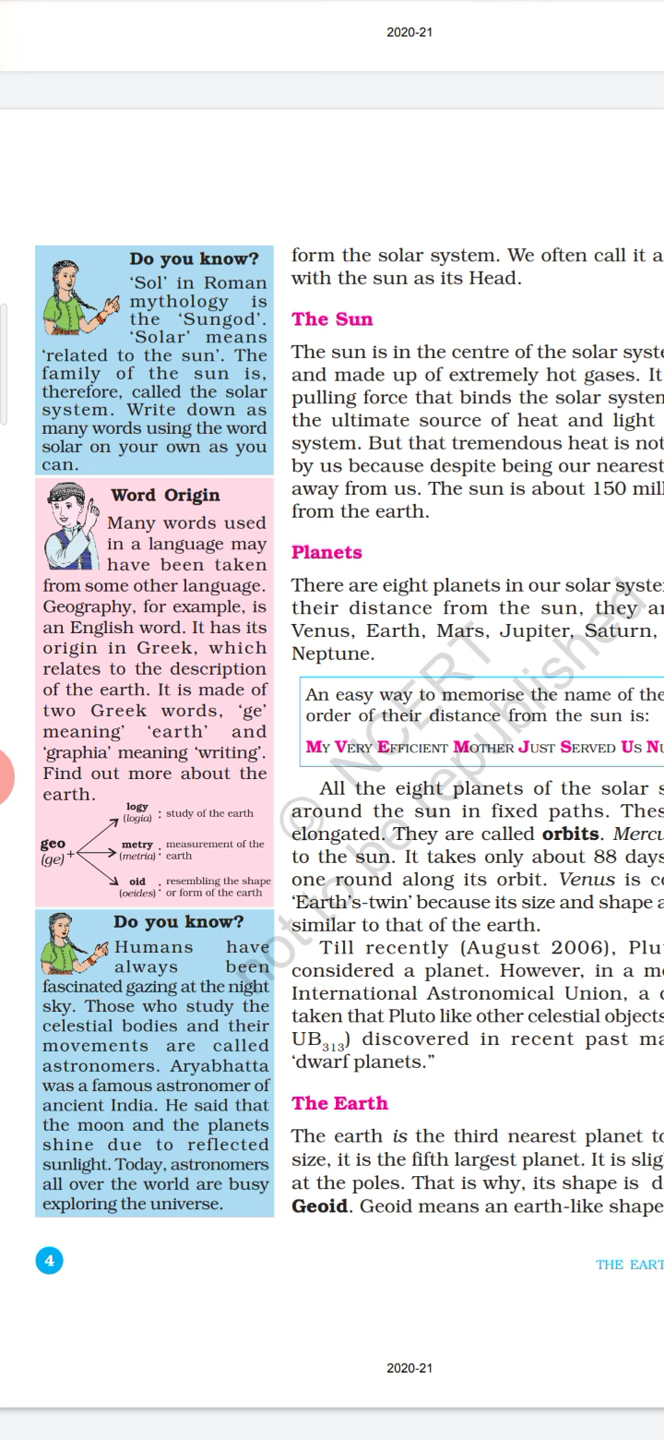 2020-21
Do you know?
‘Sol’ in Roman
mythology is
the ‘Sungod’.
‘Solar’ means
‘related to the sun’. The
family of the sun is,
therefore, called the solar
system. Write down as
many words using the word
solar on your own as you
can.
Word Origin
Many words used
in a language may
have been taken
from some other language.
Geography, for example, is
an English word. It has its
origin in Greek, which
relates to the description
of the earth. It is made of
two Greek words, ‘ge’
meaning’ ‘earth’ and
‘graphia’ meaning ‘writing’.
Find out more about the
earth.
logy
(logia) : study of the earth
geo
(ge) +
metry : measurement of the
(metria) earth
oid : resembling the shape
(oeides) or form of the earth
Do you know?
Humans have
always been
fascinated gazing at the night
sky. Those who study the
celestial bodies and their
movements are called
astronomers. Aryabhatta
was a famous astronomer of
ancient India. He said that
the moon and the planets
shine due to reflected
sunlight. Today, astronomers
all over the world are busy
exploring the universe.
form the solar system. We often call it a
with the sun as its Head.
The Sun
The sun is in the centre of the solar syste
and made up of extremely hot gases. It
pulling force that binds the solar system
the ultimate source of heat and light
system. But that tremendous heat is not
by us because despite being our nearest
away from us. The sun is about 150 mill
from the earth.
Planets
There are eight planets in our solar syste
their distance from the sun, they ar
Venus, Earth, Mars, Jupiter, Saturn,
Neptune.
An easy way to memorise the name of the
order of their distance from the sun is:
MY VERY EFFICIENT MOTHER JUST SERVED US NU
All the eight planets of the solar s
around the sun in fixed paths. Thes
elongated. They are called orbits. Mercu
to the sun. It takes only about 88 days
one round along its orbit. Venus is co
‘Earth’s-twin’ because its size and shape a
similar to that of the earth.
Till recently (August 2006), Plu
considered a planet. However, in a me
International Astronomical Union, a d
taken that Pluto like other celestial objects
UB313) discovered in recent past ma
‘dwarf planets.”
The Earth
The earth is the third nearest planet to
size, it is the fifth largest planet. It is slig
at the poles. That is why, its shape is d
Geoid. Geoid means an earth-like shape
© NCERT
not to be republished
4
THE EART
2020-21